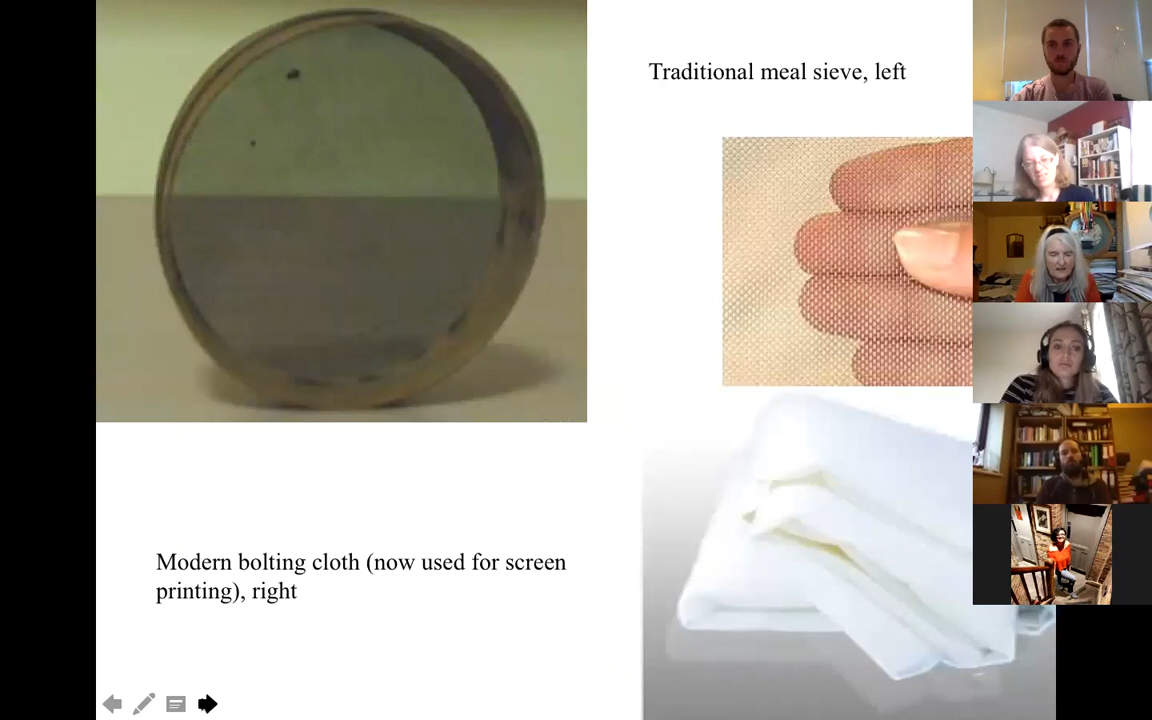 Traditional meal sieve, left
Modern bolting cloth (now used for screen
printing), right